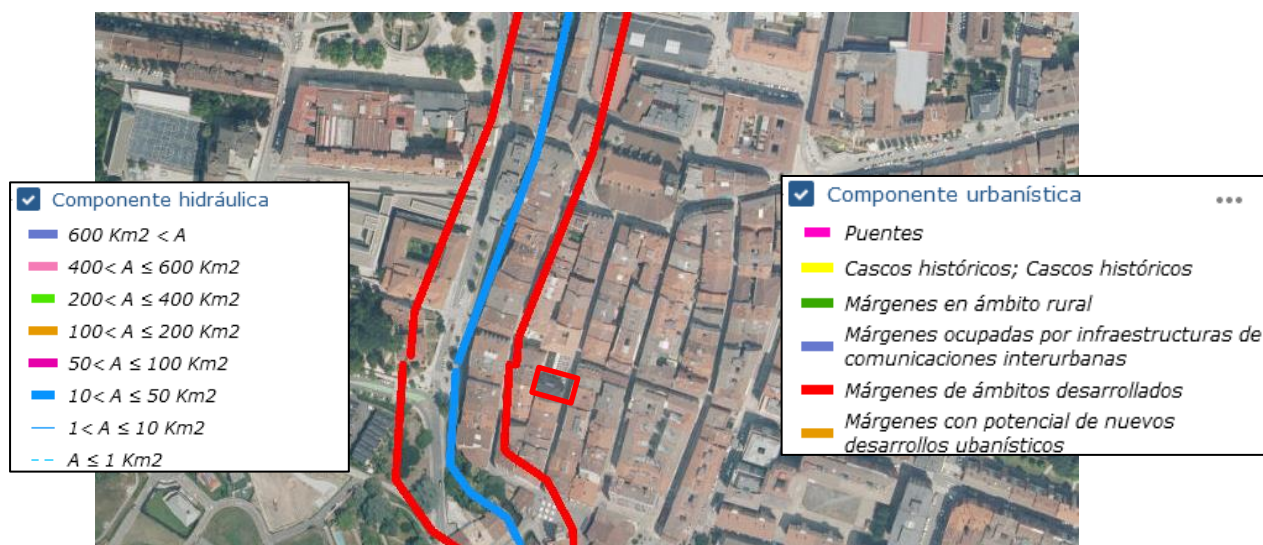 Componente hidráulica
600 Km2 < A
400< A ≤ 600 Km2
200< A ≤ 400 Km2
100< A ≤ 200 Km2
50< A ≤ 100 Km2
10< A ≤ 50 Km2
1< A ≤ 10 Km2
A ≤ 1 Km2
Componente urbanística
Puentes
Cascos históricos; Cascos históricos
Márgenes en ámbito rural
Márgenes ocupadas por infraestructuras de
comunicaciones interurbanas
Márgenes de ámbitos desarrollados
Márgenes con potencial de nuevos
desarrollos ubanísticos